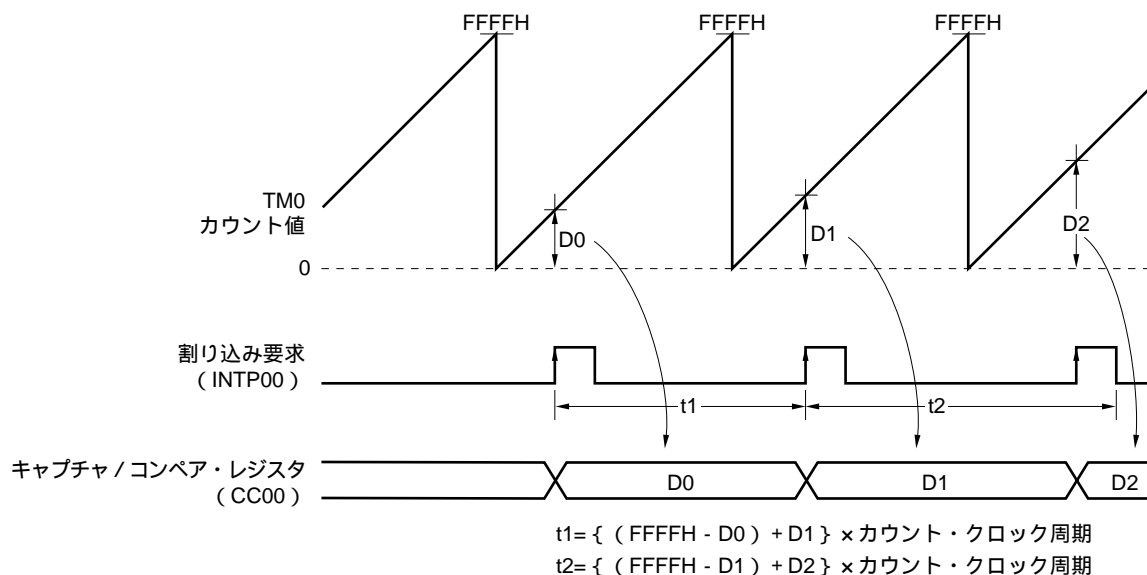 FFFFH FFFFH FFFFH
TM0
カウント値
D0
D1
D2
0
割り込み要求
（INTP00）
t1
t2
キャプチャ / コンペア・レジスタ
（CC00）
D0
D1
D2
t1=｛（FFFFH - D0）+D1｝×カウント・クロック周期
t2=｛（FFFFH - D1）+D2｝×カウント・クロック周期